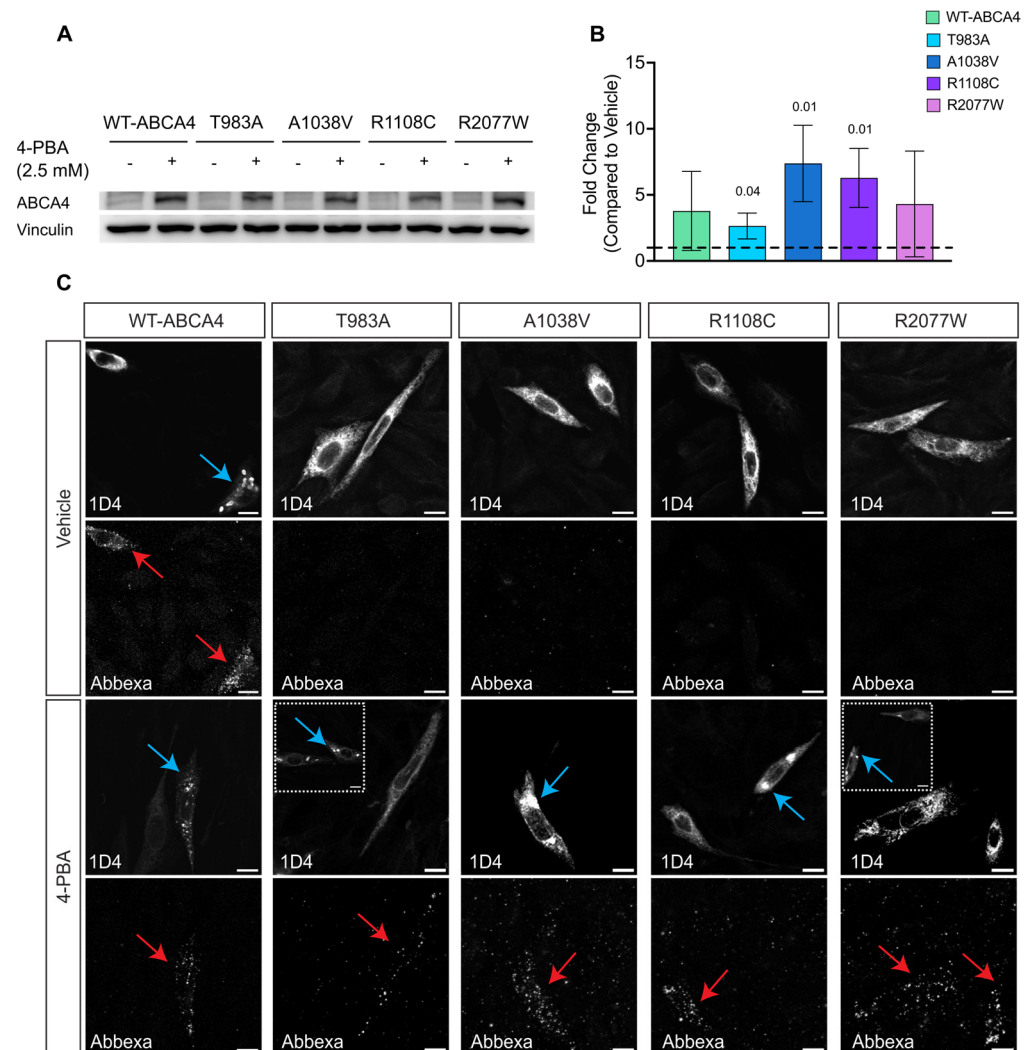 A
WT-ABCA4 T983A A1038V R1108C R2077W
4-PBA
(2.5 mM)
- + - + - + - + - +
ABCA4
Vinculin
B
Fold Change
(Compared to Vehicle)
15
10
5
0
0.04
0.01
0.01
WT-ABCA4
T983A
A1038V
R1108C
R2077W
C
WT-ABCA4 T983A A1038V R1108C R2077W
Vehicle
1D4 1D4 1D4 1D4 1D4
Abbexa Abbexa Abbexa Abbexa Abbexa
4-PBA
1D4 1D4 1D4 1D4 1D4
Abbexa Abbexa Abbexa Abbexa Abbexa